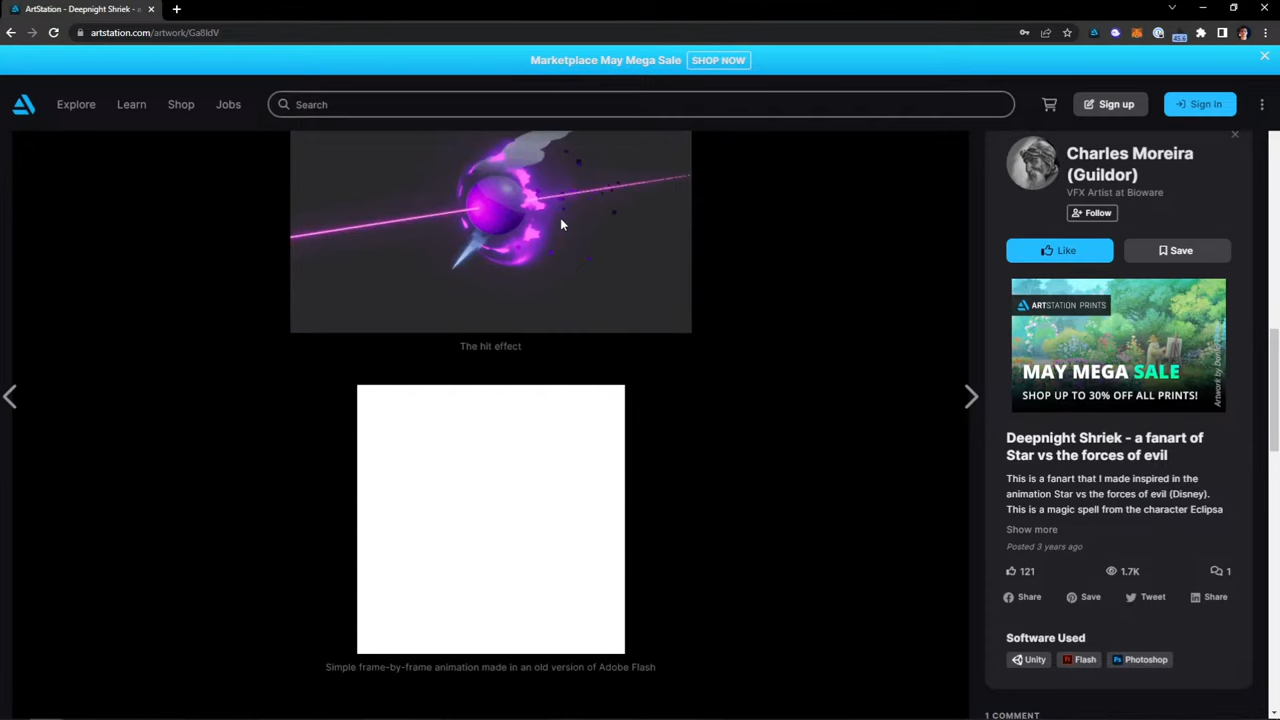 ArtStation - Deepnight Shriek -
artstation.com/artwork/Ga8ldV
45.6
Marketplace May Mega Sale SHOP NOW
Explore Learn Shop Jobs Search Sign up Sign In
Charles Moreira
(Guildor)
VFX Artist at Bioware
Follow
Like Save
ARTSTATION PRINTS
MAY MEGA SALE
SHOP UP TO 30% OFF ALL PRINTS!
The hit effect
Deepnight Shriek - a fanart of
Star vs the forces of evil
This is a fanart that I made inspired in the
animation Star vs the forces of evil (Disney).
This is a magic spell from the character Eclipsa
Show more
Posted 3 years ago
121 1.7K 1
Share Save Tweet Share
Software Used
Unity Fl Flash Ps Photoshop
Simple frame-by-frame animation made in an old version of Adobe Flash
1 COMMENT